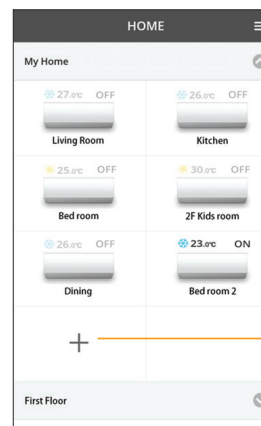 HOME
My Home
27.0℃ OFF
26.0℃ OFF
Living Room
Kitchen
25.0℃ OFF
30.0℃ OFF
Bed room
2F Kids room
26.0℃ OFF
23.0℃ ON
Dining
Bed room 2
+
First Floor